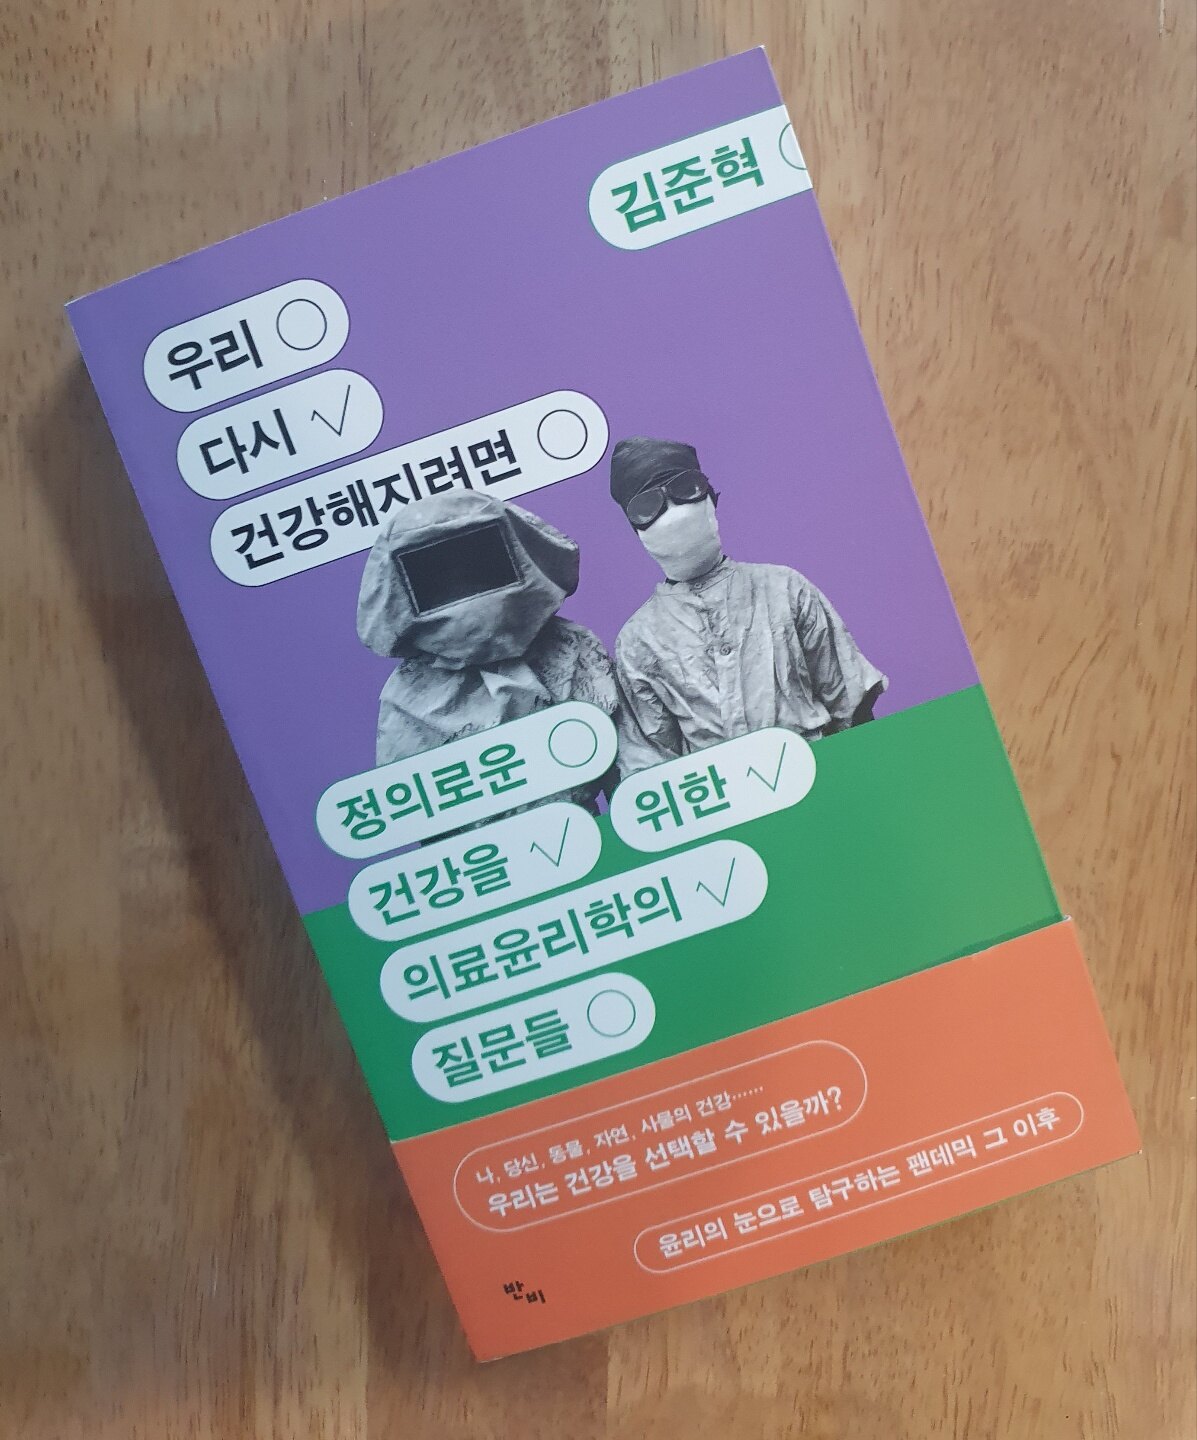 김준혁
우리
다시
건강해지려면
정의로운
건강을 위한
의료윤리학의
질문들
나, 당신, 동물, 자연, 사물의 건강……
우리는 건강을 선택할 수 있을까?
윤리의 눈으로 탐구하는 팬데믹 그 이후
반비